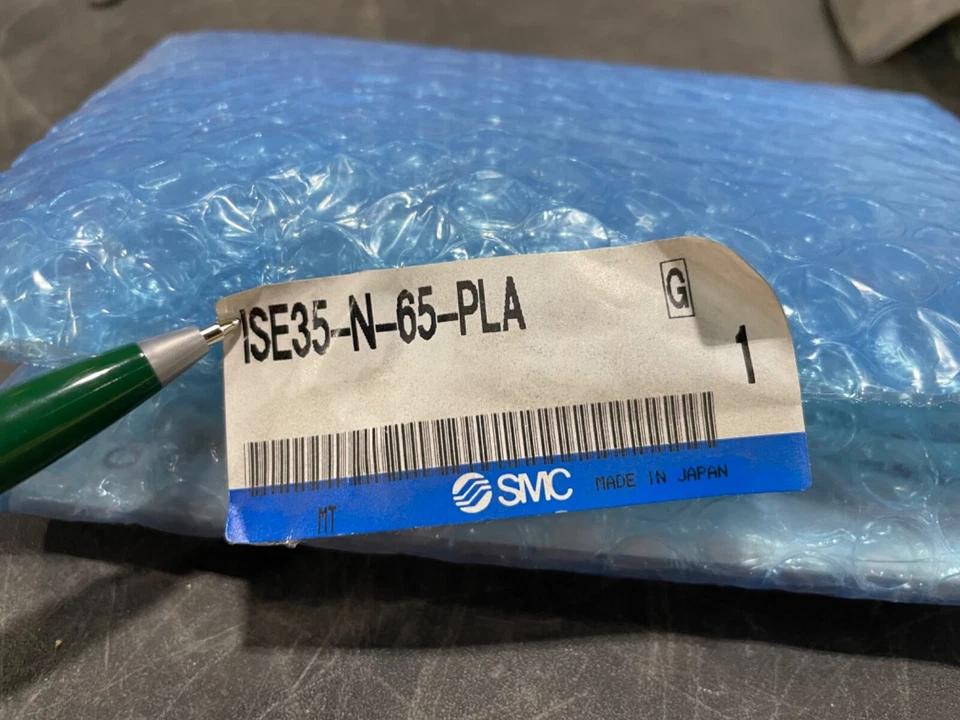 ISE35-N-65-PLA
G
1
SMC MADE IN JAPAN
MT